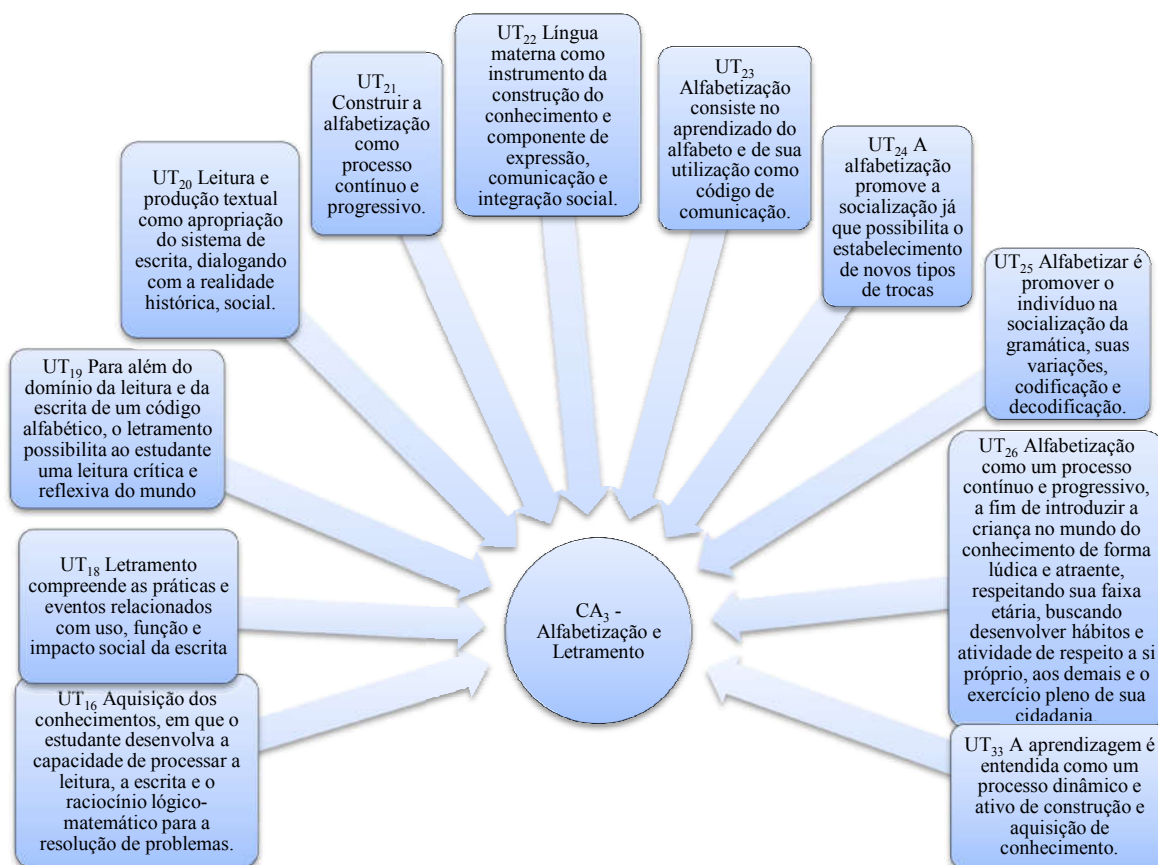 UT16 Aquisição dos
conhecimentos, em que o
estudante desenvolva a
capacidade de processar a
leitura, a escrita e o
raciocínio lógico-
matemático para a
resolução de problemas.
UT18 Letramento
compreende as práticas e
eventos relacionados
com uso, função e
impacto social da escrita
UT19 Para além do
domínio da leitura e da
escrita de um código
alfabético, o letramento
possibilita ao estudante
uma leitura crítica e
reflexiva do mundo
UT20 Leitura e
produção textual
como apropriação
do sistema de
escrita, dialogando
com a realidade
histórica, social.
UT21
Construir a
alfabetização
como
processo
contínuo e
progressivo.
UT22 Língua
materna como
instrumento da
construção do
conhecimento e
componente de
expressão,
comunicação e
integração social.
UT23
Alfabetização
consiste no
aprendizado do
alfabeto e de sua
utilização como
código de
comunicação.
UT24 A
alfabetização
promove a
socialização já
que possibilita o
estabelecimento
de novos tipos
de trocas
UT25 Alfabetizar é
promover o
indivíduo na
socialização da
gramática, suas
variações,
codificação e
decodificação.
UT26 Alfabetização
como um processo
contínuo e progressivo,
a fim de introduzir a
criança no mundo do
conhecimento de forma
lúdica e atraente,
respeitando sua faixa
etária, buscando
desenvolver hábitos e
atividade de respeito a si
próprio, aos demais e o
exercício pleno de sua
cidadania.
UT33 A aprendizagem é
entendida como um
processo dinâmico e
ativo de construção e
aquisição de
conhecimento.
CA3 -
Alfabetização e
Letramento